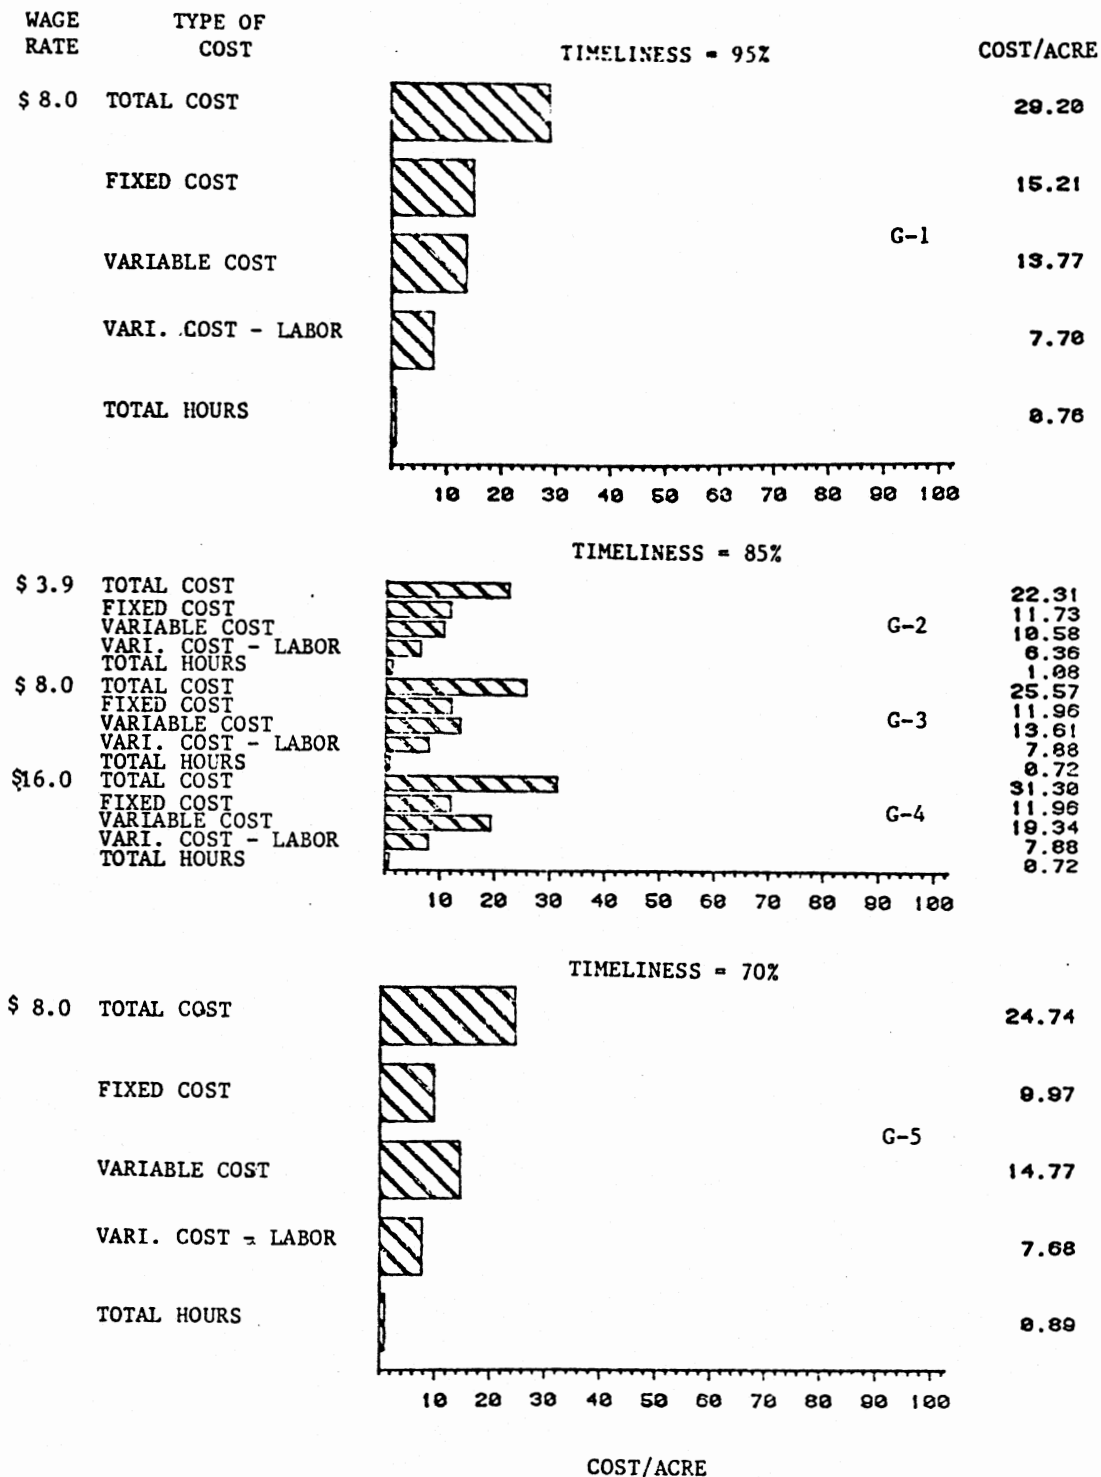 WAGE RATE TYPE OF COST TIMELINESS = 95% COST/ACRE
$ 8.0 TOTAL COST 29.20
FIXED COST 15.21
G-1
VARIABLE COST 13.77
VARI. COST - LABOR 7.70
TOTAL HOURS 0.76
10 20 30 40 50 60 70 80 90 100
TIMELINESS = 85%
$ 3.9 TOTAL COST 22.31
FIXED COST 11.73
VARIABLE COST G-2 10.58
VARI. COST - LABOR 6.36
TOTAL HOURS 1.08
$ 8.0 TOTAL COST 25.57
FIXED COST 11.96
VARIABLE COST G-3 13.61
VARI. COST - LABOR 7.88
TOTAL HOURS 0.72
$16.0 TOTAL COST 31.30
FIXED COST 11.96
VARIABLE COST G-4 19.34
VARI. COST - LABOR 7.88
TOTAL HOURS 0.72
10 20 30 40 50 60 70 80 90 100
TIMELINESS = 70%
$ 8.0 TOTAL COST 24.74
FIXED COST 9.97
G-5
VARIABLE COST 14.77
VARI. COST - LABOR 7.68
TOTAL HOURS 0.89
10 20 30 40 50 60 70 80 90 100
COST/ACRE